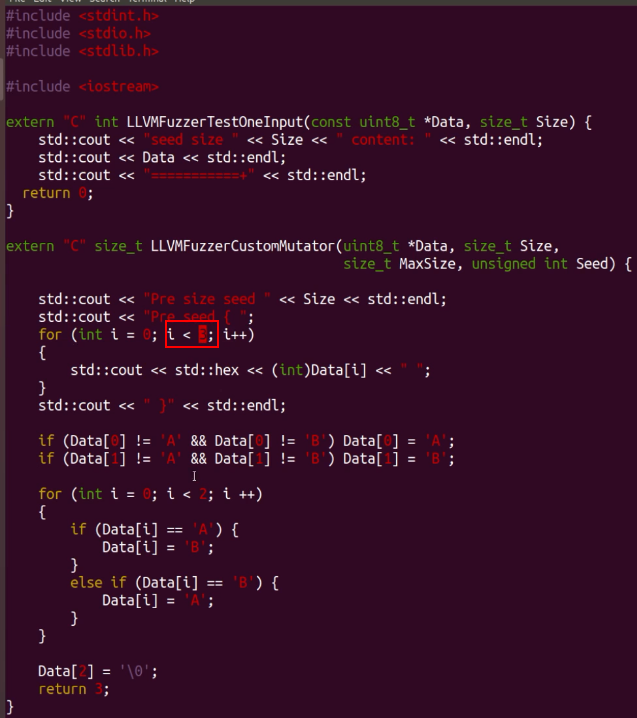 File Edit View Search Terminal Help
#include <stdint.h>
#include <stdio.h>
#include <stdlib.h>
#include <iostream>
extern "C" int LLVMFuzzerTestOneInput(const uint8_t *Data, size_t Size) {
    std::cout << "seed size " << Size << " content: " << std::endl;
    std::cout << Data << std::endl;
    std::cout << "===========+" << std::endl;
  return 0;
}
extern "C" size_t LLVMFuzzerCustomMutator(uint8_t *Data, size_t Size,
                                          size_t MaxSize, unsigned int Seed) {
    std::cout << "Pre size seed " << Size << std::endl;
    std::cout << "Pre seed { ";
    for (int i = 0; i < 3; i++)
    {
        std::cout << std::hex << (int)Data[i] << " ";
    }
    std::cout << " }" << std::endl;
    if (Data[0] != 'A' && Data[0] != 'B') Data[0] = 'A';
    if (Data[1] != 'A' && Data[1] != 'B') Data[1] = 'B';
    for (int i = 0; i < 2; i ++)
    {
        if (Data[i] == 'A') {
            Data[i] = 'B';
        }
        else if (Data[i] == 'B') {
            Data[i] = 'A';
        }
    }
    Data[2] = '\0';
    return 3;
}